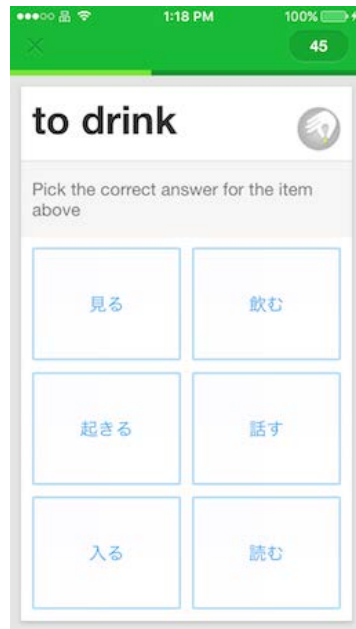 1:18 PM
100%
45
to drink
Pick the correct answer for the item
above
見る
飲む
起きる
話す
入る
読む